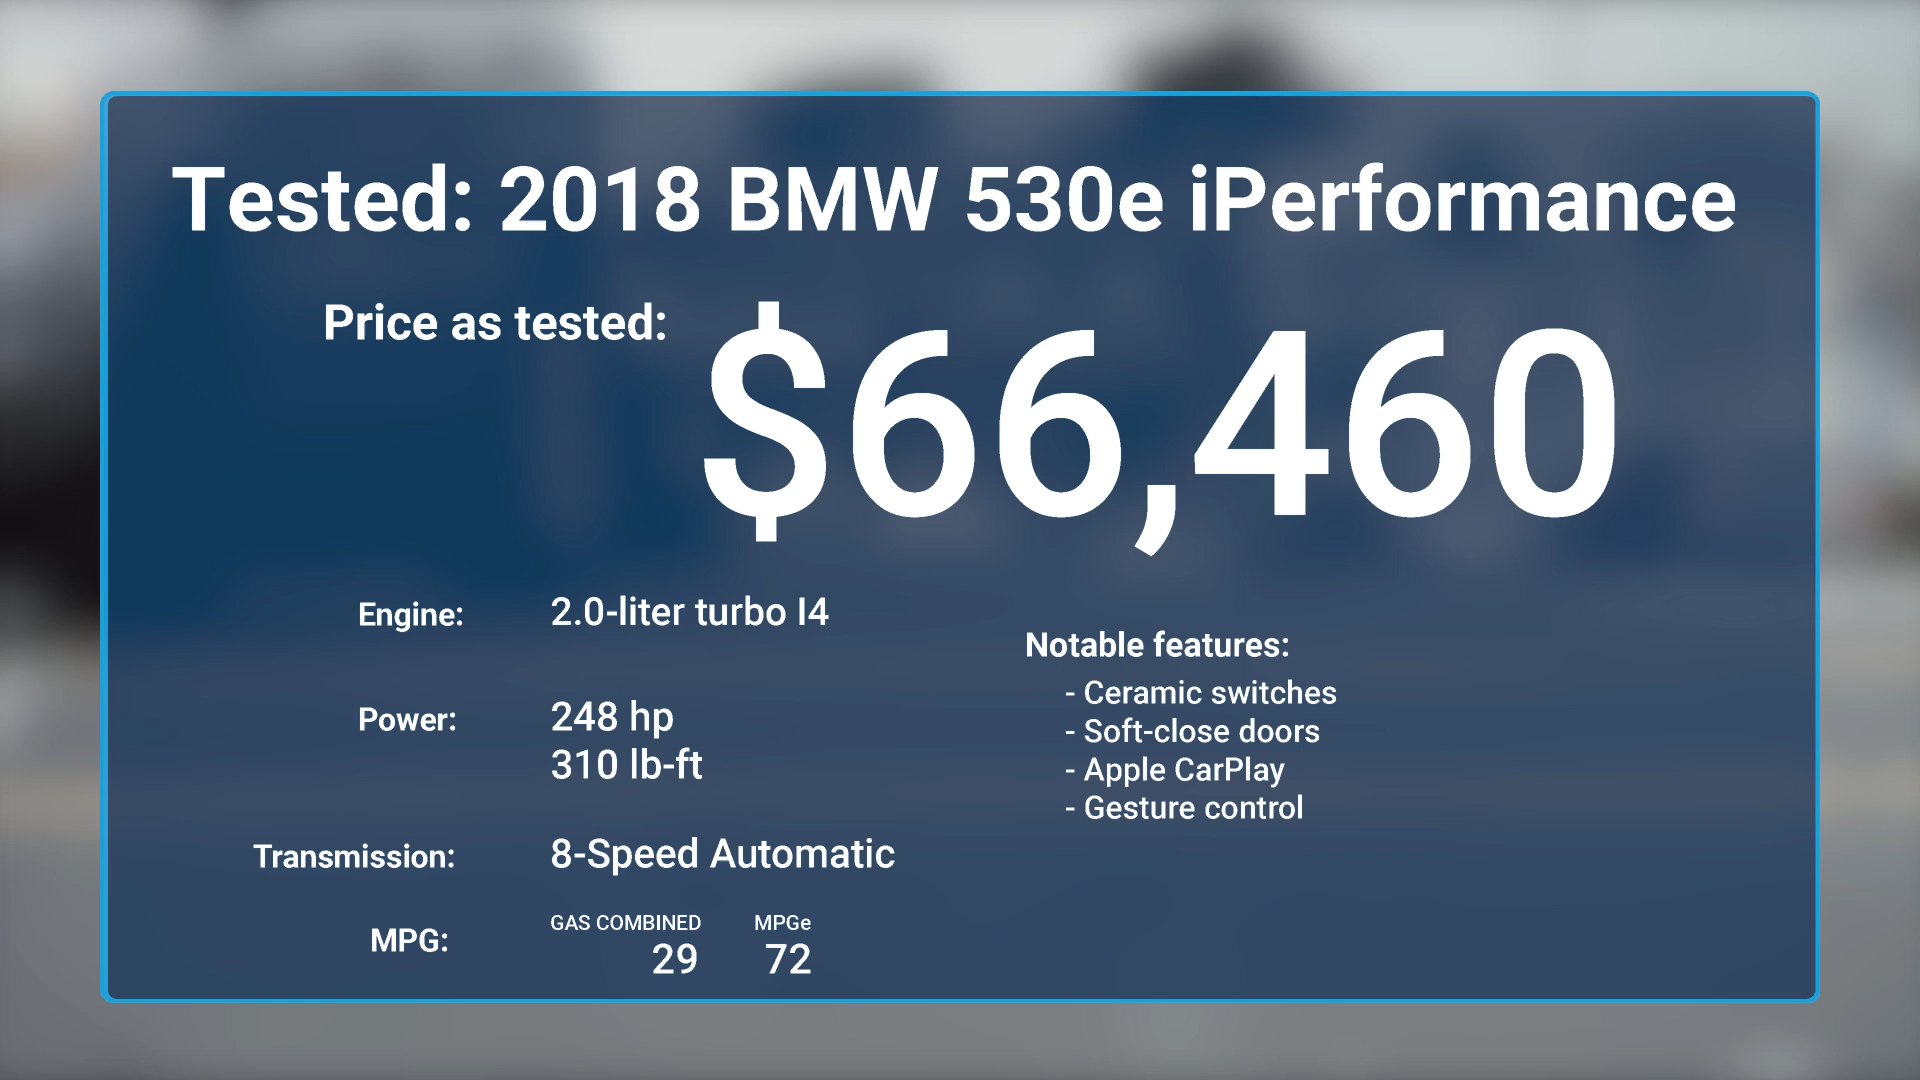 Tested: 2018 BMW 530e iPerformance
Price as tested: $66,460
Engine: 2.0-liter turbo I4
Power: 248 hp
310 lb-ft
Transmission: 8-Speed Automatic
GAS COMBINED MPGe
MPG: 29 72
Notable features:
- Ceramic switches
- Soft-close doors
- Apple CarPlay
- Gesture control